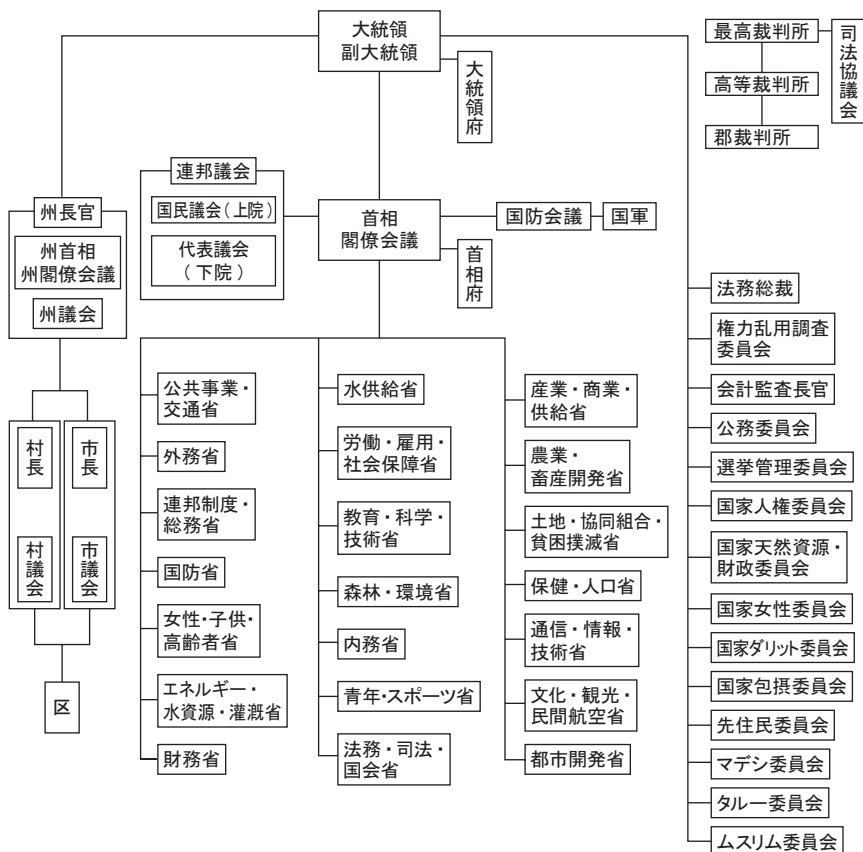 大統領
副大統領
大統領府
最高裁判所
高等裁判所
郡裁判所
司法協議会
連邦議会
国民議会(上院)
代表議会
(下院)
首相
閣僚会議
首相府
国防会議
国軍
州長官
州首相
州閣僚会議
州議会
村長
市長
村議会
市議会
区
公共事業・
交通省
外務省
連邦制度・
総務省
国防省
女性・子供・
高齢者省
エネルギー・
水資源・灌漑省
財務省
水供給省
労働・雇用・
社会保障省
教育・科学・
技術省
森林・環境省
内務省
青年・スポーツ省
法務・司法・
国会省
産業・商業・
供給省
農業・
畜産開発省
土地・協同組合・
貧困撲滅省
保健・人口省
通信・情報・
技術省
文化・観光・
民間航空省
都市開発省
法務総裁
権力乱用調査
委員会
会計監査長官
公務委員会
選挙管理委員会
国家人権委員会
国家天然資源・
財政委員会
国家女性委員会
国家ダリット委員会
国家包摂委員会
先住民委員会
マデシ委員会
タルー委員会
ムスリム委員会